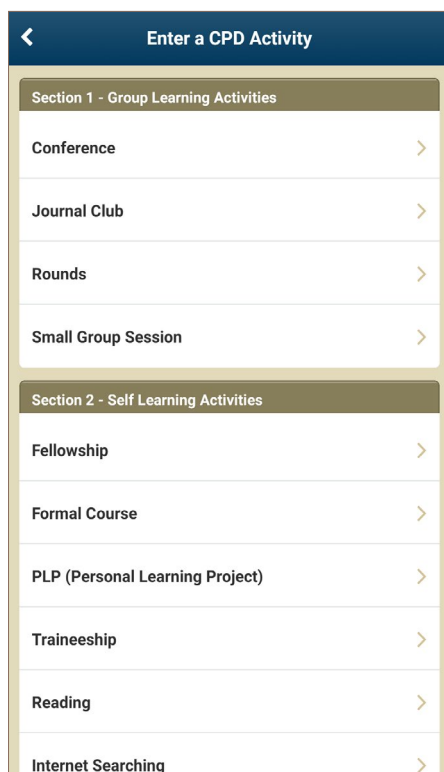 Enter a CPD Activity
Section 1 - Group Learning Activities
Conference
Journal Club
Rounds
Small Group Session
Section 2 - Self Learning Activities
Fellowship
Formal Course
PLP (Personal Learning Project)
Traineeship
Reading
Internet Searching